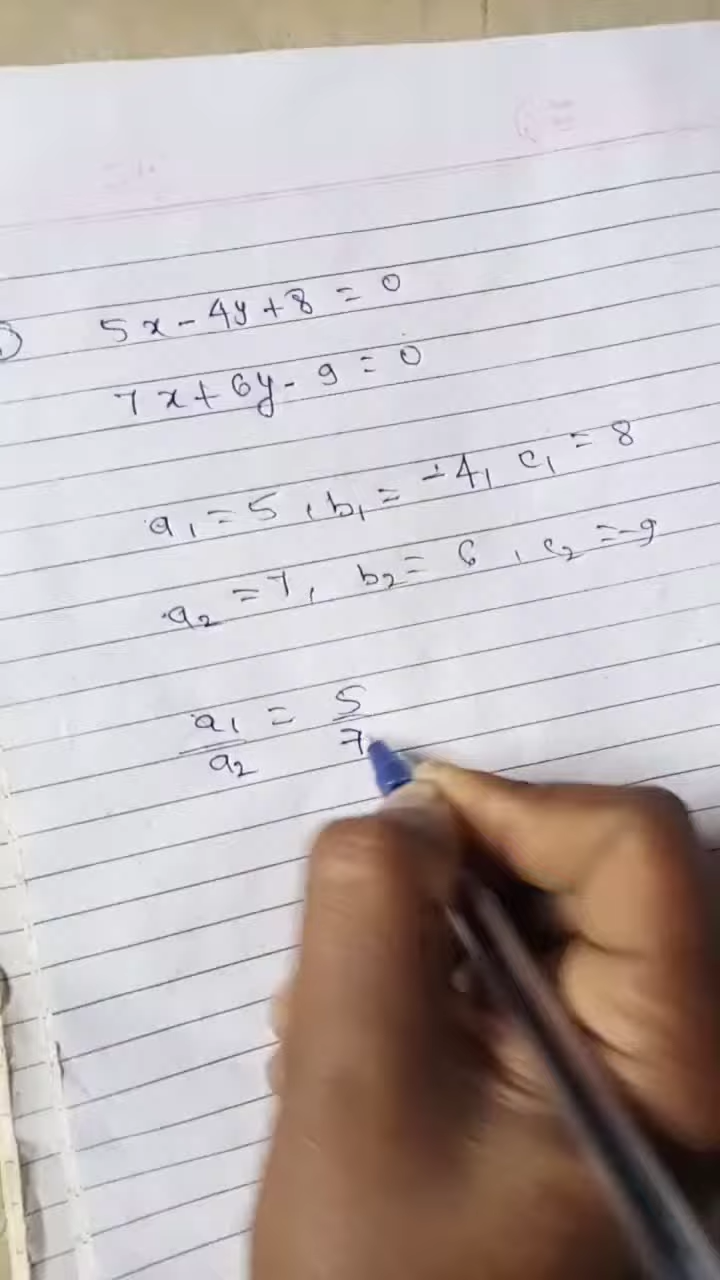 5x - 4y + 8 = 0
7x + 6y - 9 = 0
a₁ = 5, b₁ = -4, c₁ = 8
a₂ = 7, b₂ = 6, c₂ = -9
a₁/a₂ = 5/7